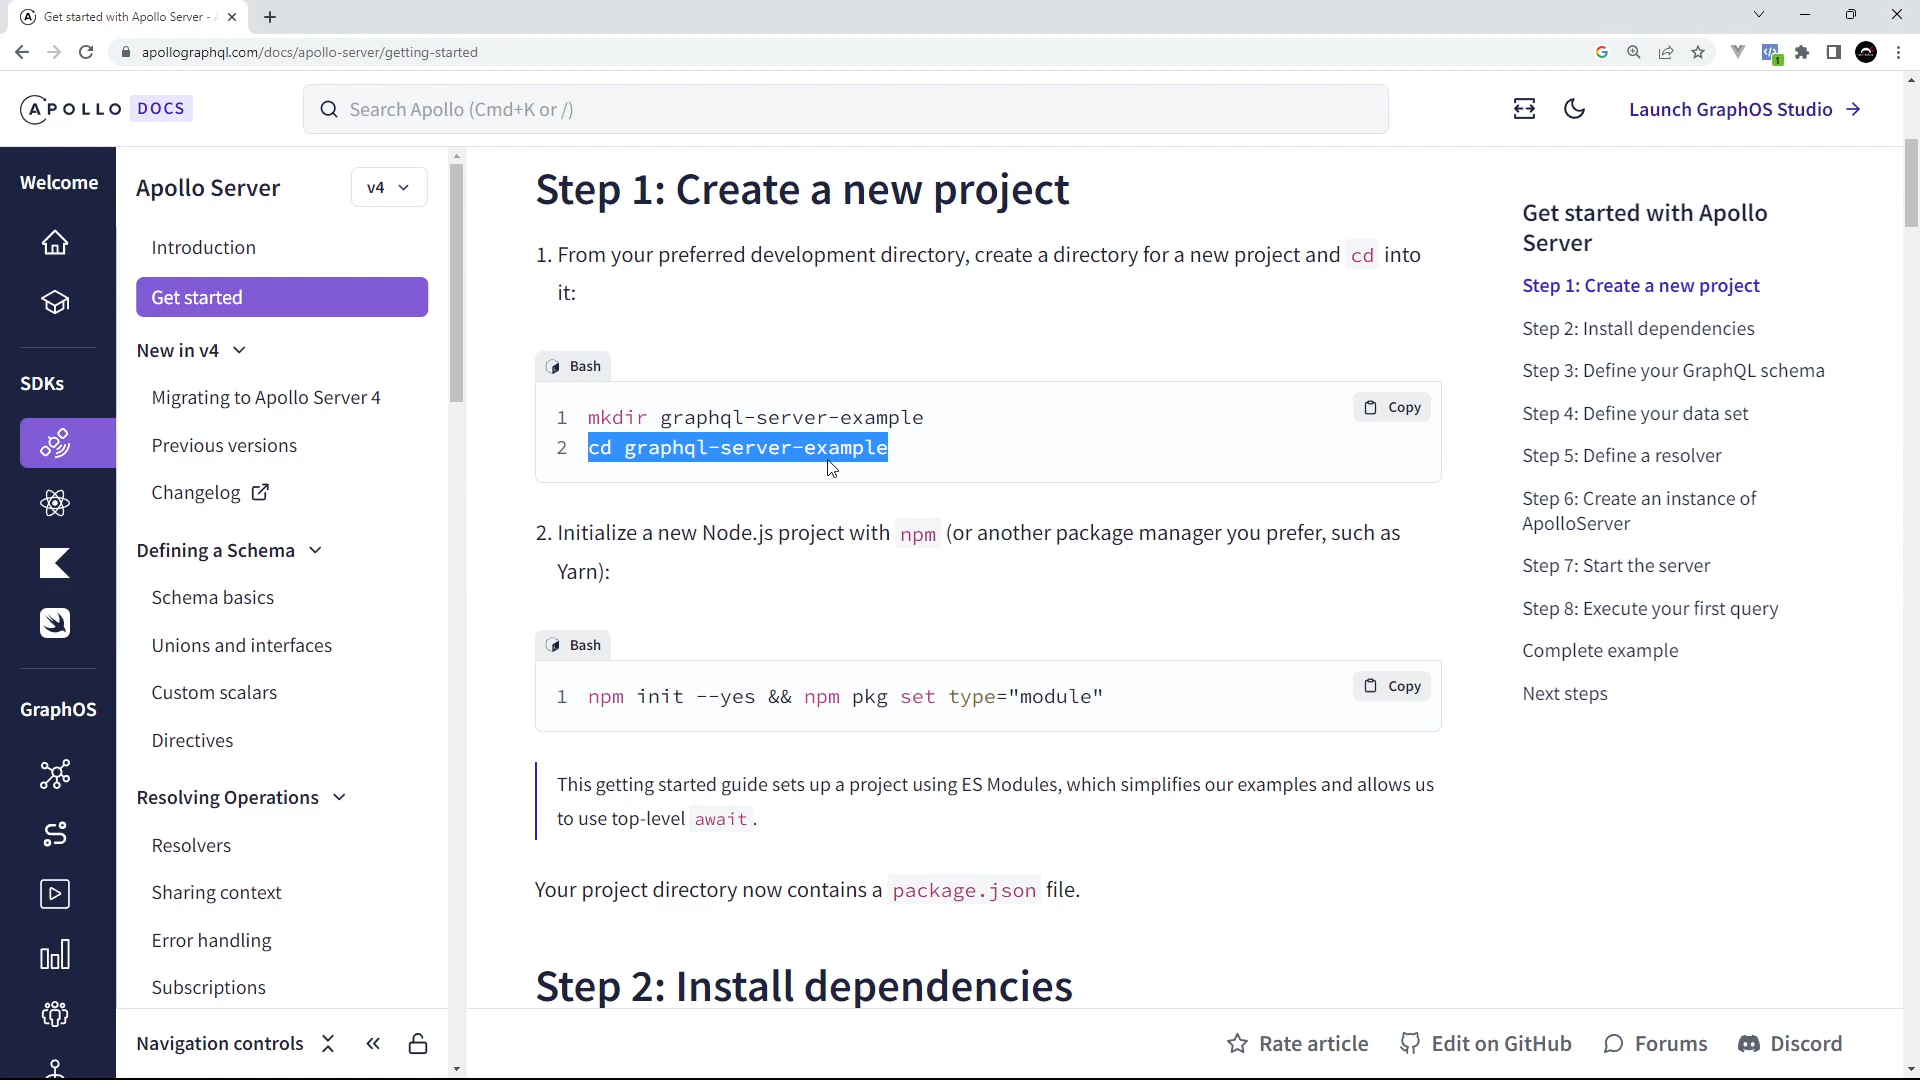 Get started with Apollo Server -
apollographql.com/docs/apollo-server/getting-started
1
APOLLO DOCS
Search Apollo (Cmd+K or /)
Launch GraphOS Studio
Welcome
SDKs
GraphOS
Apollo Server
v4
Introduction
Get started
New in v4
Migrating to Apollo Server 4
Previous versions
Changelog
Defining a Schema
Schema basics
Unions and interfaces
Custom scalars
Directives
Resolving Operations
Resolvers
Sharing context
Error handling
Subscriptions
Navigation controls
Step 1: Create a new project
1. From your preferred development directory, create a directory for a new project and cd into
it:
Bash
Copy
1 mkdir graphql-server-example
2 cd graphql-server-example
2. Initialize a new Node.js project with npm (or another package manager you prefer, such as
Yarn):
Bash
Copy
1 npm init --yes && npm pkg set type="module"
This getting started guide sets up a project using ES Modules, which simplifies our examples and allows us
to use top-level await.
Your project directory now contains a package.json file.
Step 2: Install dependencies
Get started with Apollo
Server
Step 1: Create a new project
Step 2: Install dependencies
Step 3: Define your GraphQL schema
Step 4: Define your data set
Step 5: Define a resolver
Step 6: Create an instance of
ApolloServer
Step 7: Start the server
Step 8: Execute your first query
Complete example
Next steps
Rate article
Edit on GitHub
Forums
Discord